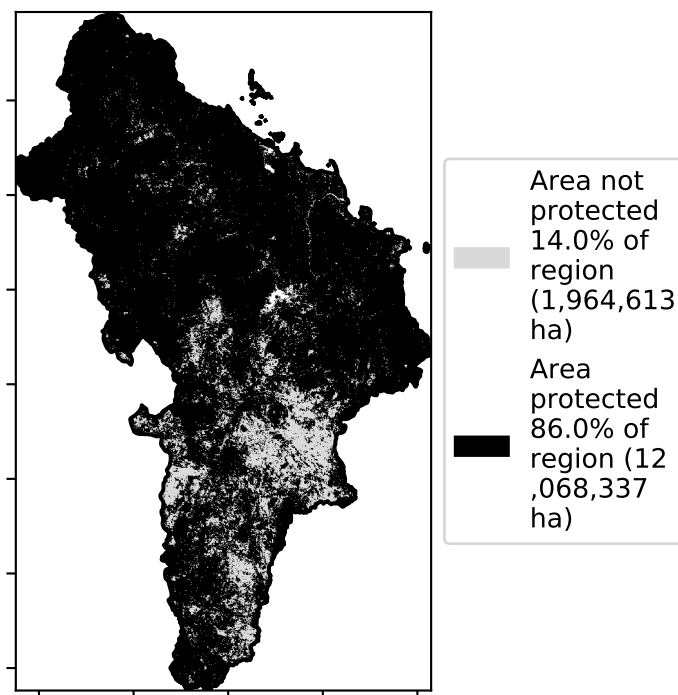 Area not
protected
14.0% of
region
(1,964,613
ha)
Area
protected
86.0% of
region (12
,068,337
ha)